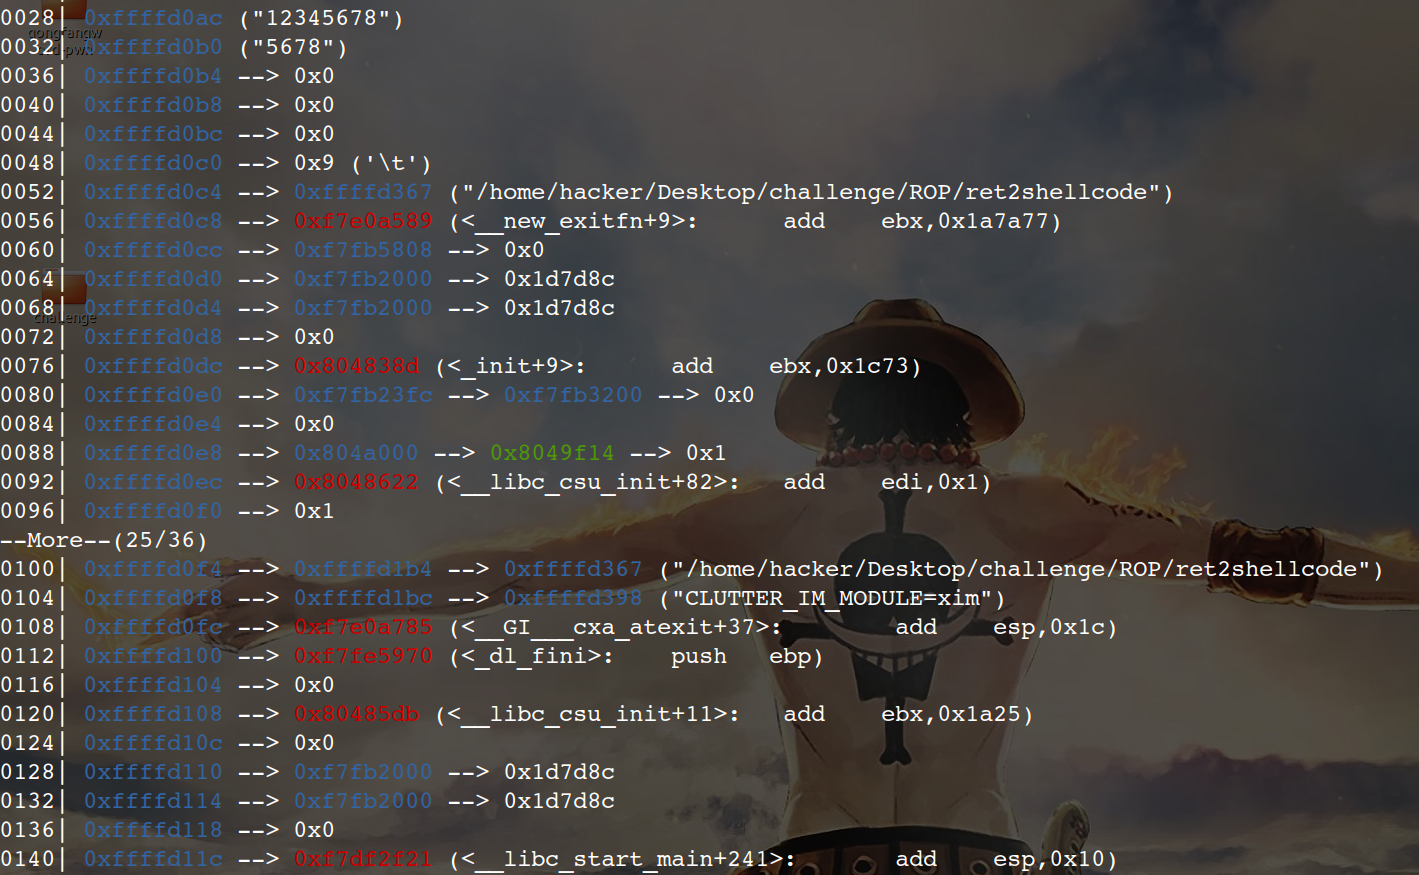 0028| 0xffffd0ac ("12345678")
gongfangw
0032| 0xffffd0b0 ("5678")
0036| 0xffffd0b4 --> 0x0
0040| 0xffffd0b8 --> 0x0
0044| 0xffffd0bc --> 0x0
0048| 0xffffd0c0 --> 0x9 ('\t')
0052| 0xffffd0c4 --> 0xffffd367 ("/home/hacker/Desktop/challenge/ROP/ret2shellcode")
0056| 0xffffd0c8 --> 0xf7e0a589 (<__new_exitfn+9>: add ebx,0x1a7a77)
0060| 0xffffd0cc --> 0xf7fb5808 --> 0x0
0064| 0xffffd0d0 --> 0xf7fb2000 --> 0x1d7d8c
0068| 0xffffd0d4 --> 0xf7fb2000 --> 0x1d7d8c
challenge
0072| 0xffffd0d8 --> 0x0
0076| 0xffffd0dc --> 0x804838d (<_init+9>: add ebx,0x1c73)
0080| 0xffffd0e0 --> 0xf7fb23fc --> 0xf7fb3200 --> 0x0
0084| 0xffffd0e4 --> 0x0
0088| 0xffffd0e8 --> 0x804a000 --> 0x8049f14 --> 0x1
0092| 0xffffd0ec --> 0x8048622 (<__libc_csu_init+82>: add edi,0x1)
0096| 0xffffd0f0 --> 0x1
--More--(25/36)
0100| 0xffffd0f4 --> 0xffffd1b4 --> 0xffffd367 ("/home/hacker/Desktop/challenge/ROP/ret2shellcode")
0104| 0xffffd0f8 --> 0xffffd1bc --> 0xffffd398 ("CLUTTER_IM_MODULE=xim")
0108| 0xffffd0fc --> 0xf7e0a785 (<__GI___cxa_atexit+37>: add esp,0x1c)
0112| 0xffffd100 --> 0xf7fe5970 (<_dl_fini>: push ebp)
0116| 0xffffd104 --> 0x0
0120| 0xffffd108 --> 0x80485db (<__libc_csu_init+11>: add ebx,0x1a25)
0124| 0xffffd10c --> 0x0
0128| 0xffffd110 --> 0xf7fb2000 --> 0x1d7d8c
0132| 0xffffd114 --> 0xf7fb2000 --> 0x1d7d8c
0136| 0xffffd118 --> 0x0
0140| 0xffffd11c --> 0xf7df2f21 (<__libc_start_main+241>: add esp,0x10)